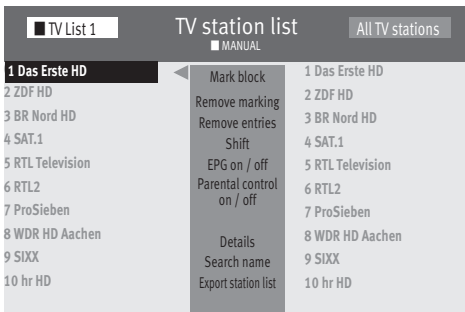 TV List 1
TV station list
MANUAL
All TV stations
1 Das Erste HD
2 ZDF HD
3 BR Nord HD
4 SAT.1
5 RTL Television
6 RTL2
7 ProSieben
8 WDR HD Aachen
9 SIXX
10 hr HD
Mark block
Remove marking
Remove entries
Shift
EPG on / off
Parental control
on / off
Details
Search name
Export station list
1 Das Erste HD
2 ZDF HD
3 BR Nord HD
4 SAT.1
5 RTL Television
6 RTL2
7 ProSieben
8 WDR HD Aachen
9 SIXX
10 hr HD